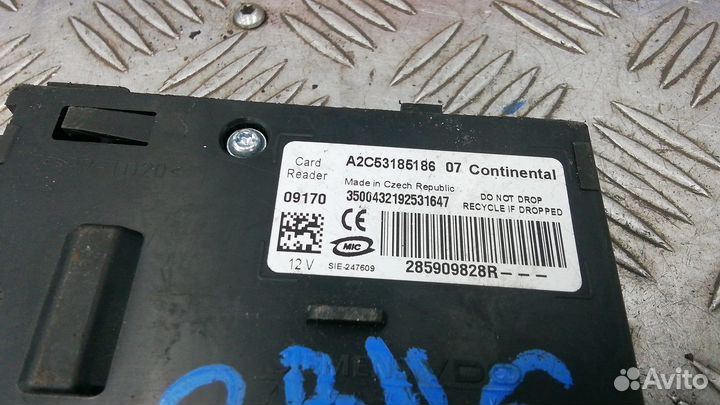 Card Reader
A2C53185186 07 Continental
Made in Czech Republic
DO NOT DROP
RECYCLE IF DROPPED
09170
3500432192531647
CE
MIC
12 V
SIE-247609
285909828R---
Avito